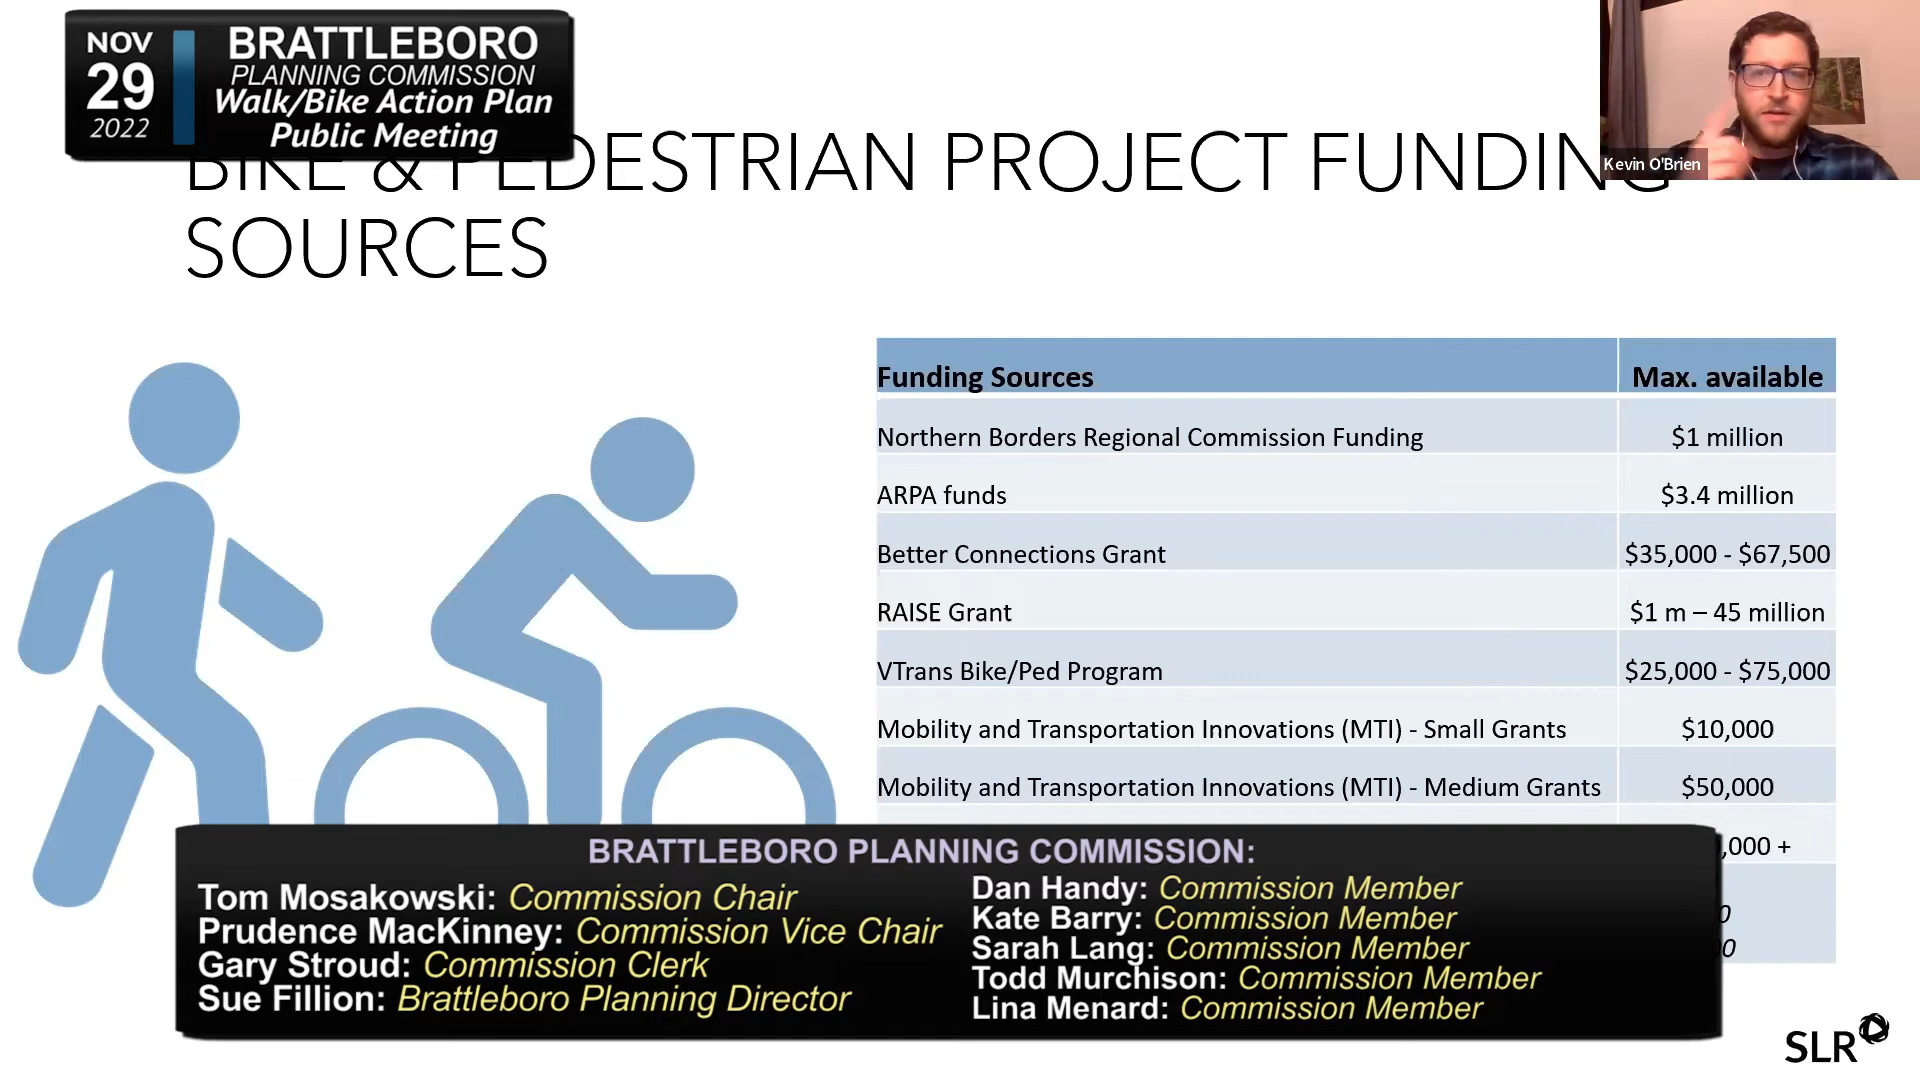 NOV
29
2022
BRATTLEBORO
PLANNING COMMISSION
Walk/Bike Action Plan
Public Meeting
BIKE & PEDESTRIAN PROJECT FUNDING
SOURCES
Kevin O'Brien
Funding Sources Max. available
Northern Borders Regional Commission Funding $1 million
ARPA funds $3.4 million
Better Connections Grant $35,000 - $67,500
RAISE Grant $1 m – 45 million
VTrans Bike/Ped Program $25,000 - $75,000
Mobility and Transportation Innovations (MTI) - Small Grants $10,000
Mobility and Transportation Innovations (MTI) - Medium Grants $50,000
,000 +
BRATTLEBORO PLANNING COMMISSION:
Tom Mosakowski: Commission Chair
Prudence MacKinney: Commission Vice Chair
Gary Stroud: Commission Clerk
Sue Fillion: Brattleboro Planning Director
Dan Handy: Commission Member
Kate Barry: Commission Member
Sarah Lang: Commission Member
Todd Murchison: Commission Member
Lina Menard: Commission Member
SLR